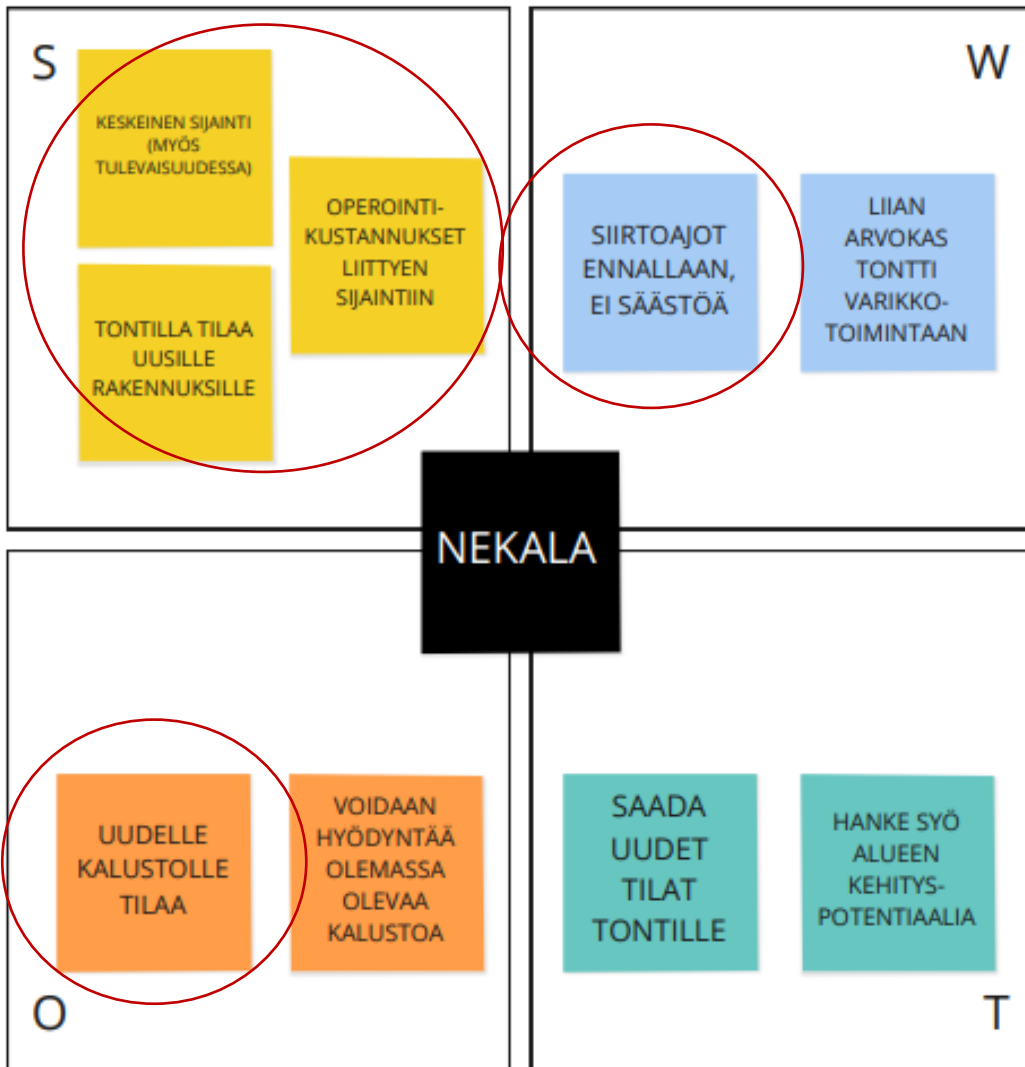 S
KESKEINEN SIJAINTI
(MYÖS
TULEVAISUUDESSA)
OPEROINTI-
KUSTANNUKSET
LIITTYEN
SIJAINTIIN
TONTILLA TILAA
UUSILLE
RAKENNUKSILLE
W
SIIRTOAJOT
ENNALLAAN,
EI SÄÄSTÖÄ
LIIAN
ARVOKAS
TONTTI
VARIKKO-
TOIMINTAAN
NEKALA
UUDELLE
KALUSTOLLE
TILAA
VOIDAAN
HYÖDYNTÄÄ
OLEMASSA
OLEVAA
KALUSTOA
O
SAADA
UUDET
TILAT
TONTILLE
HANKE SYÖ
ALUEEN
KEHITYS-
POTENTIAALIA
T